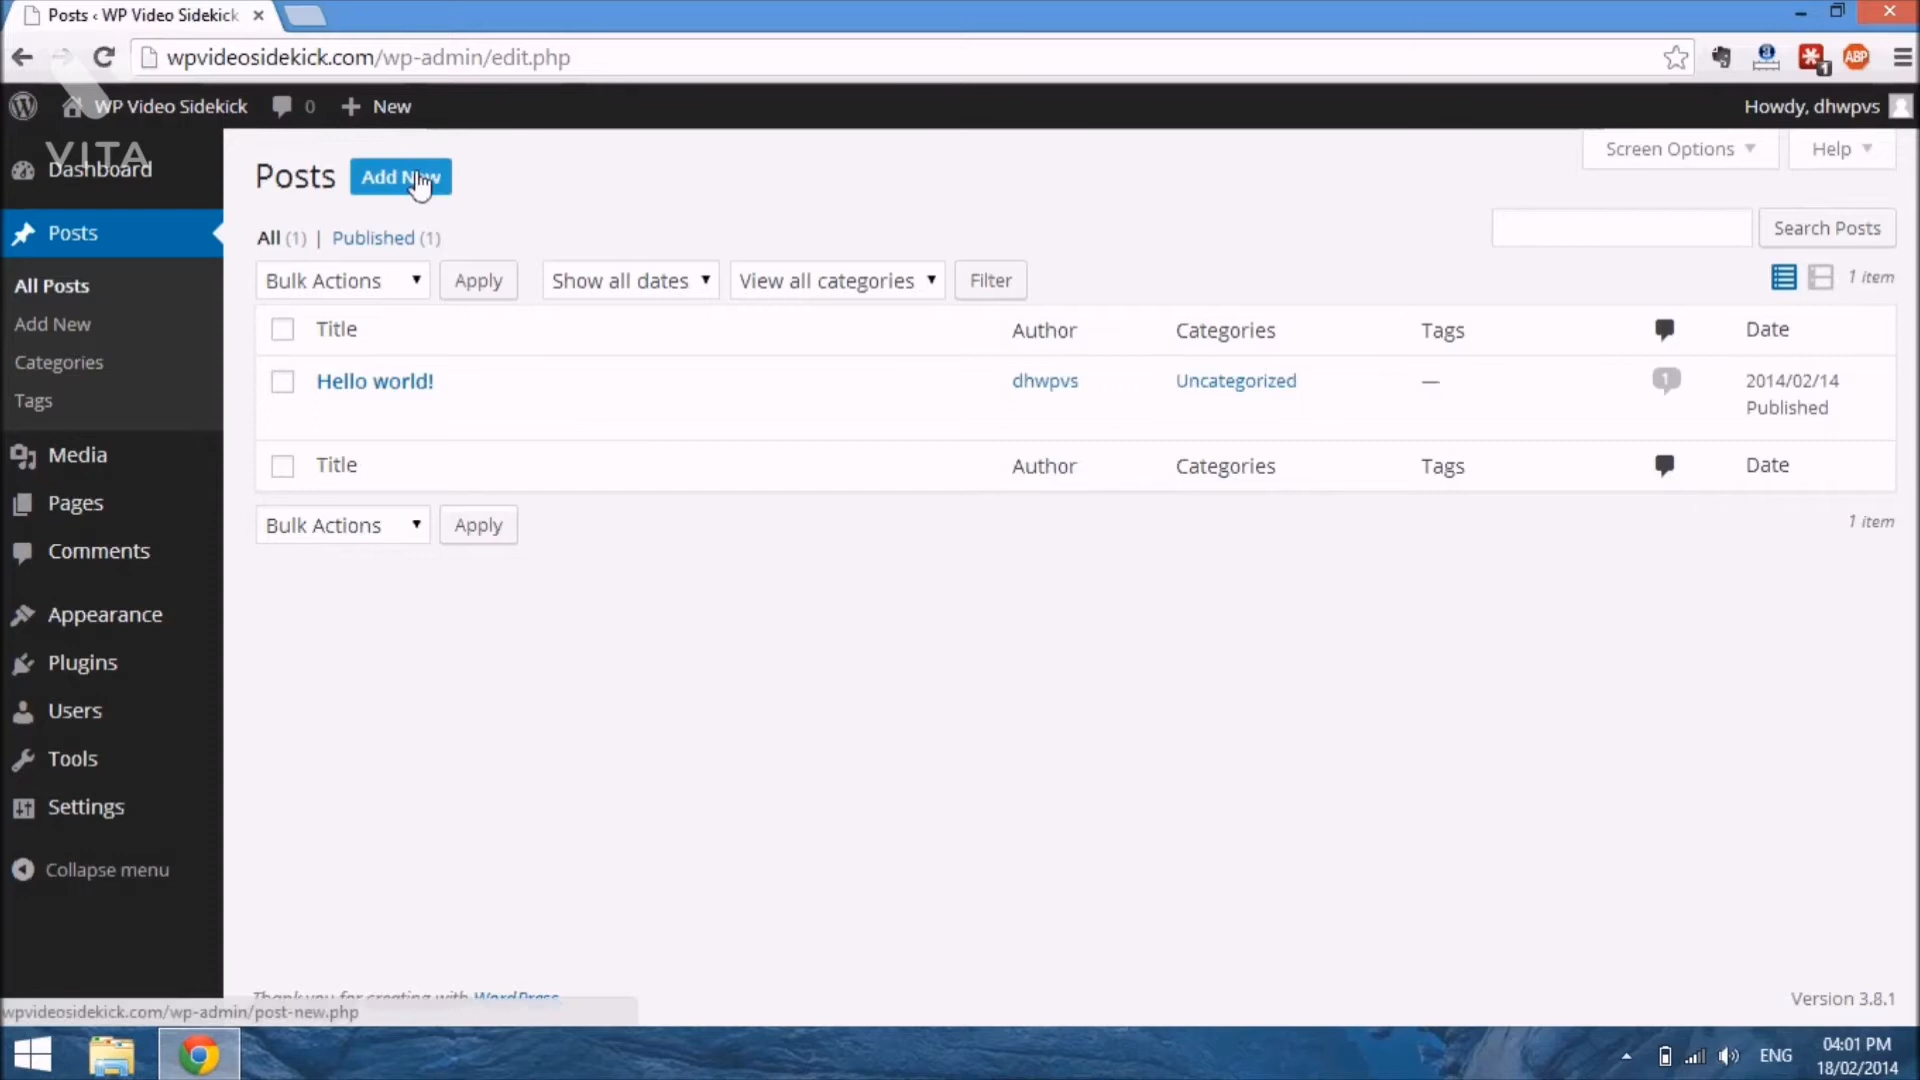 Posts ‹ WP Video Sidekick
wpvideosidekick.com/wp-admin/edit.php
ABP
1
WP Video Sidekick 0 + New
Howdy, dhwpvs
VITA
Dashboard
Posts
All Posts
Add New
Categories
Tags
Media
Pages
Comments
Appearance
Plugins
Users
Tools
Settings
Collapse menu
Posts Add New
Screen Options Help
All (1) | Published (1)
Search Posts
Bulk Actions Apply Show all dates View all categories Filter
1 item
Title Author Categories Tags Date
Hello world! dhwpvs Uncategorized — 1 2014/02/14
Published
Title Author Categories Tags Date
Bulk Actions Apply
1 item
Thank you for creating with WordPress.
Version 3.8.1
wpvideosidekick.com/wp-admin/post-new.php
ENG
04:01 PM
18/02/2014